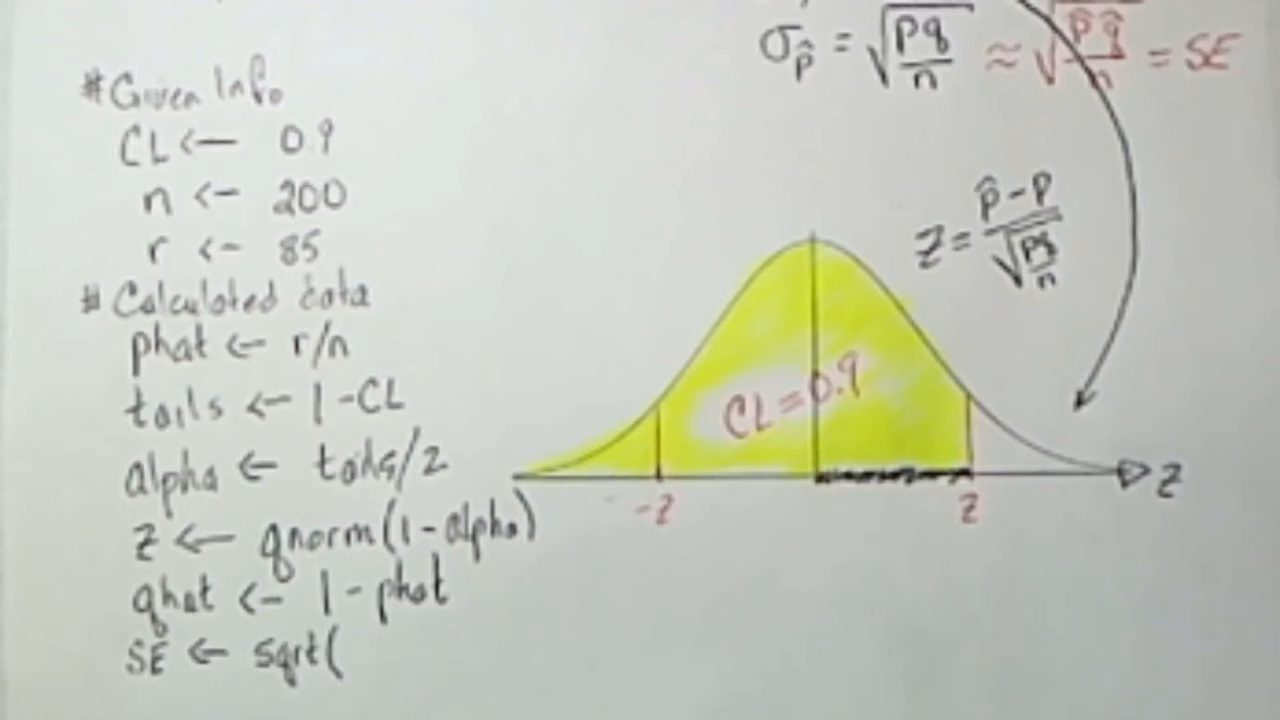 σp̂ = √pq/n ≈ √p̂q̂/n = SE
# Given Info
CL <- 0.9
n <- 200
r <- 85
# Calculated data
phat <- r/n
tails <- 1-CL
alpha <- tails/2
z <- qnorm(1-alpha)
qhat <- 1-phat
SE <- sqrt(
z = p̂-p/√pq/n
CL=0.9
-z
z
z